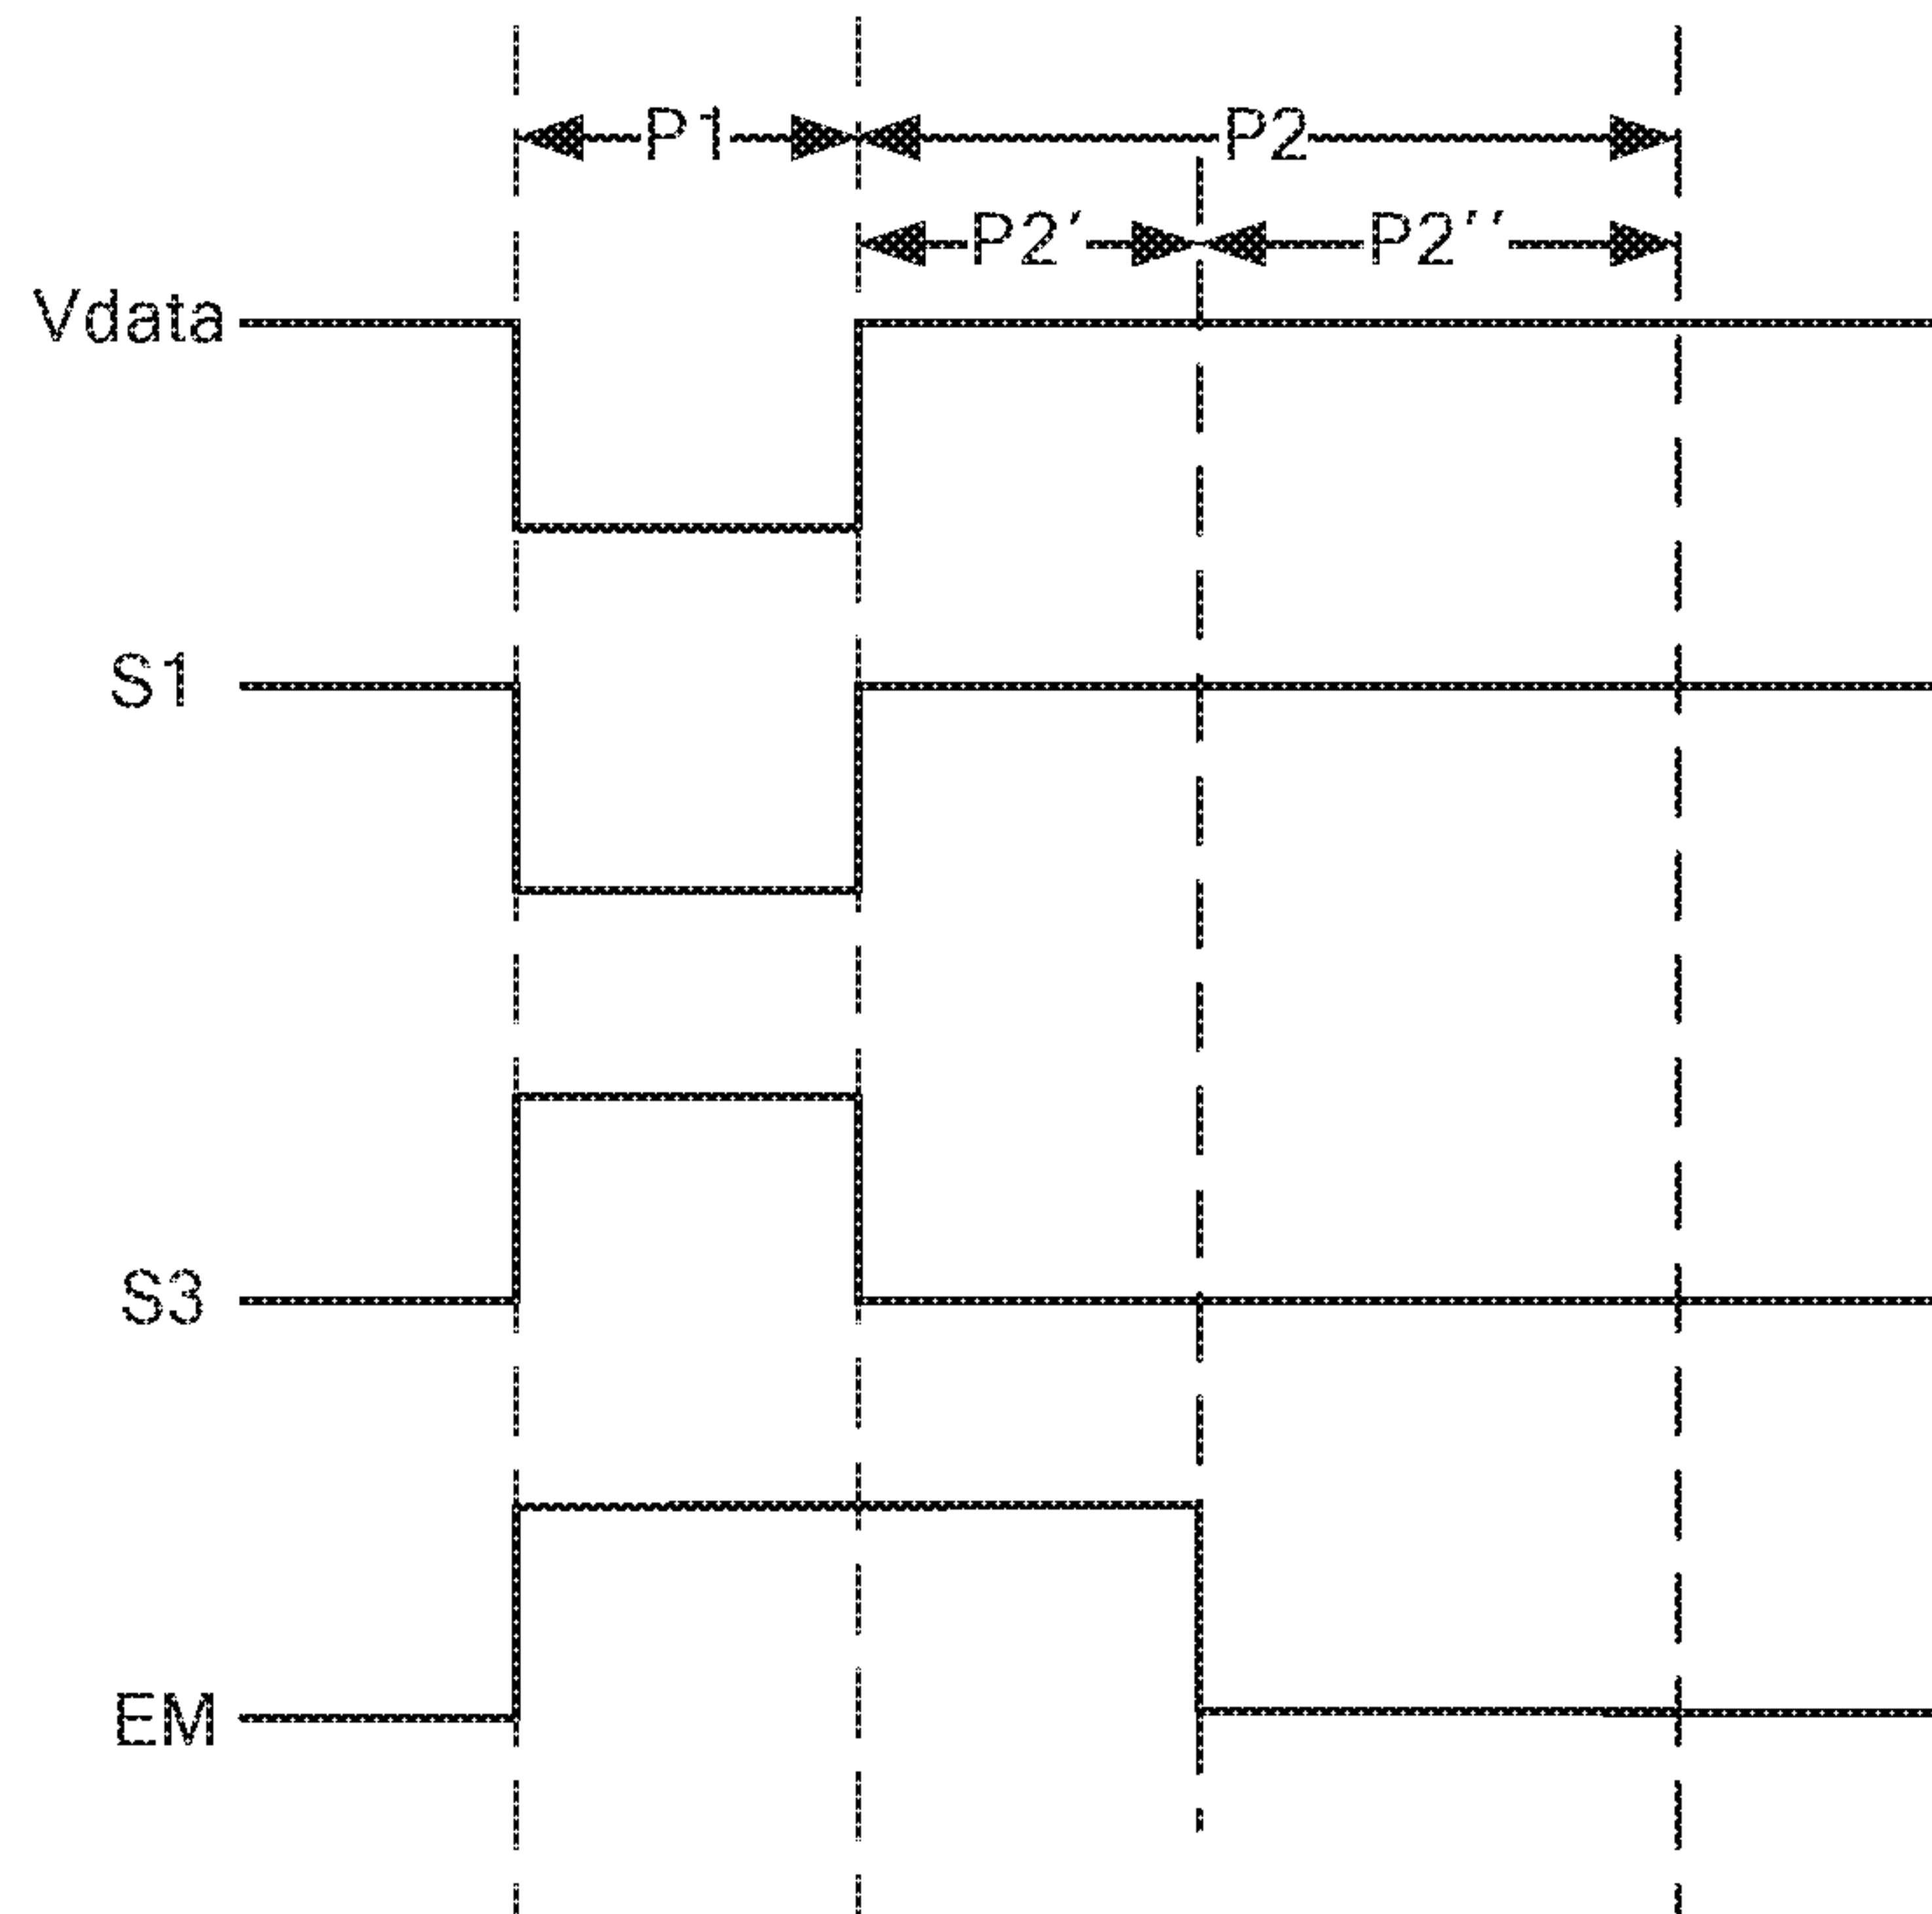 P1 P2
P2′ P2′′
Vdata
S1
S3
EM